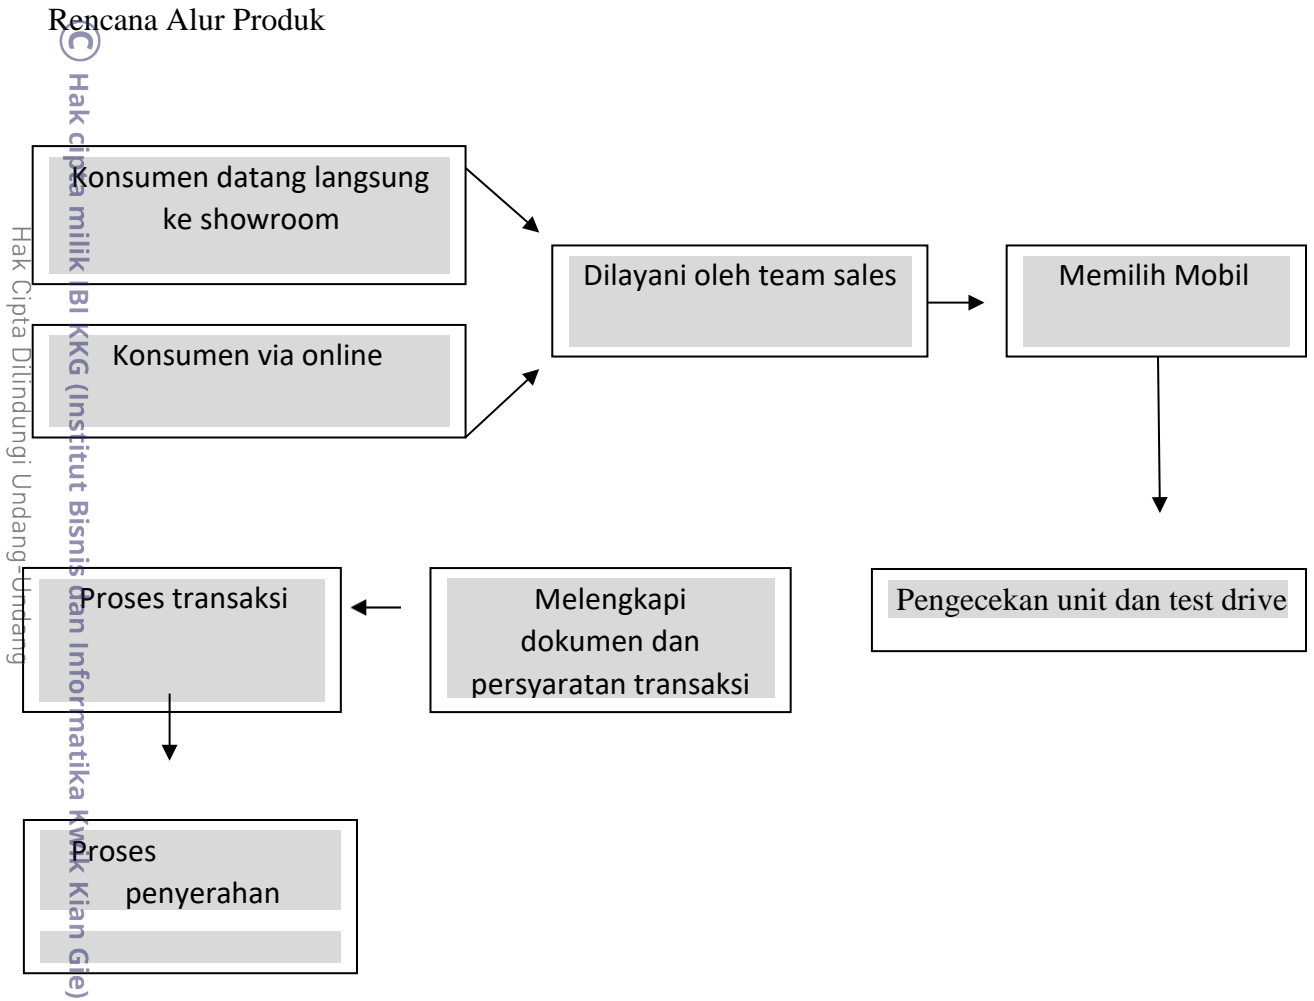 Rencana Alur Produk
Konsumen datang langsung
ke showroom
Konsumen via online
Dilayani oleh team sales
Memilih Mobil
Pengecekan unit dan test drive
Melengkapi
dokumen dan
persyaratan transaksi
Proses transaksi
Proses
penyerahan
© Hak cipta milik IBI KKG (Institut Bisnis dan Informatika Kwik Kian Gie)
Hak Cipta Dilindungi Undang-Undang